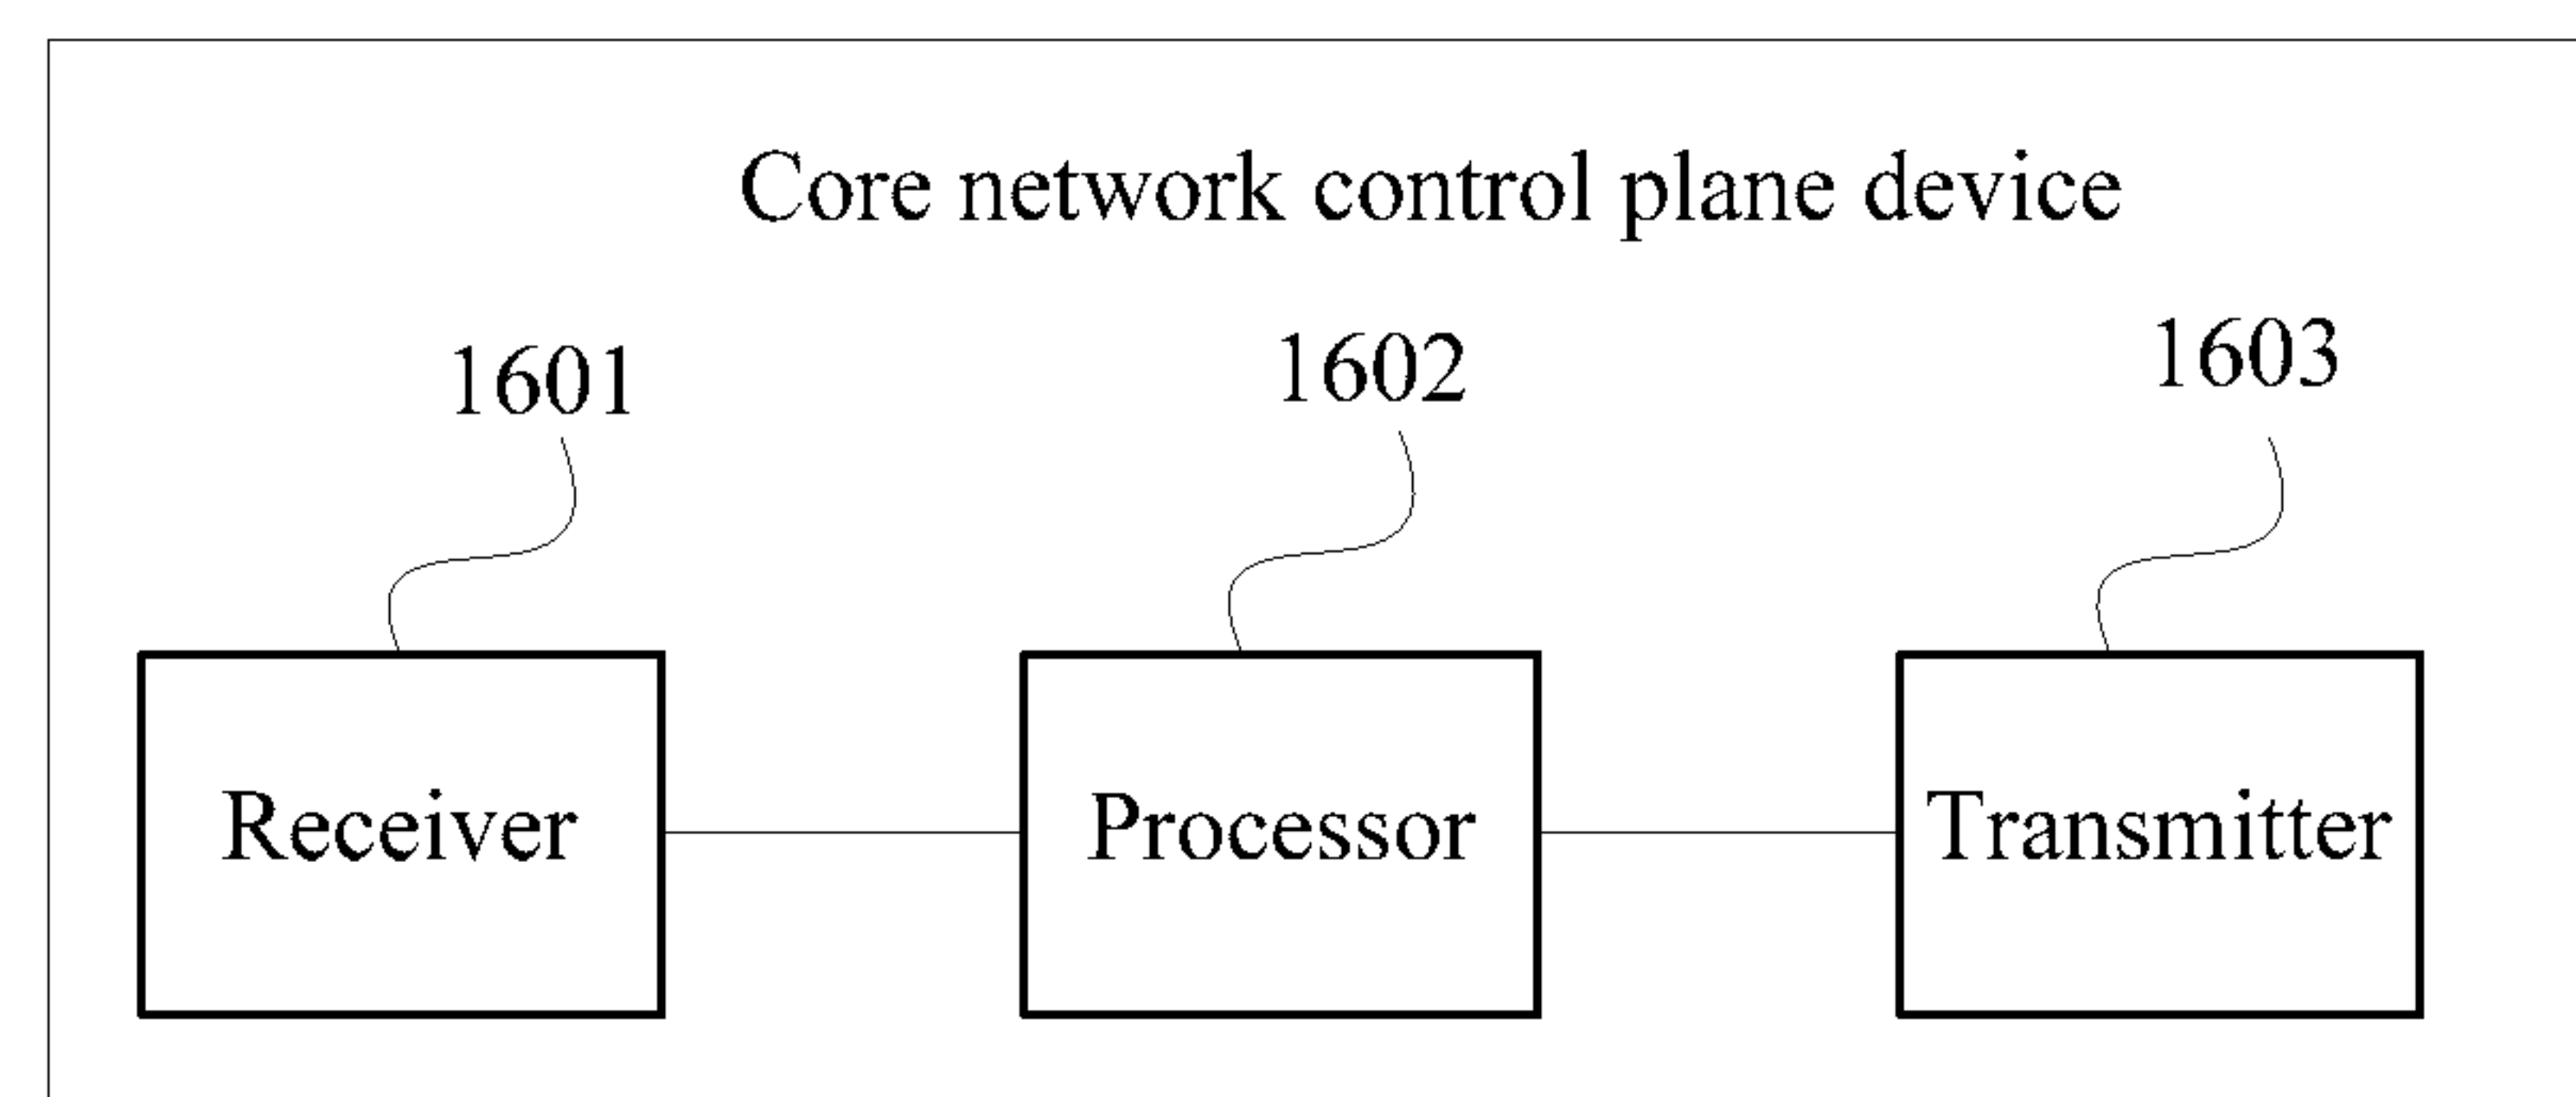 Core network control plane device
1601 1602 1603
Receiver Processor Transmitter